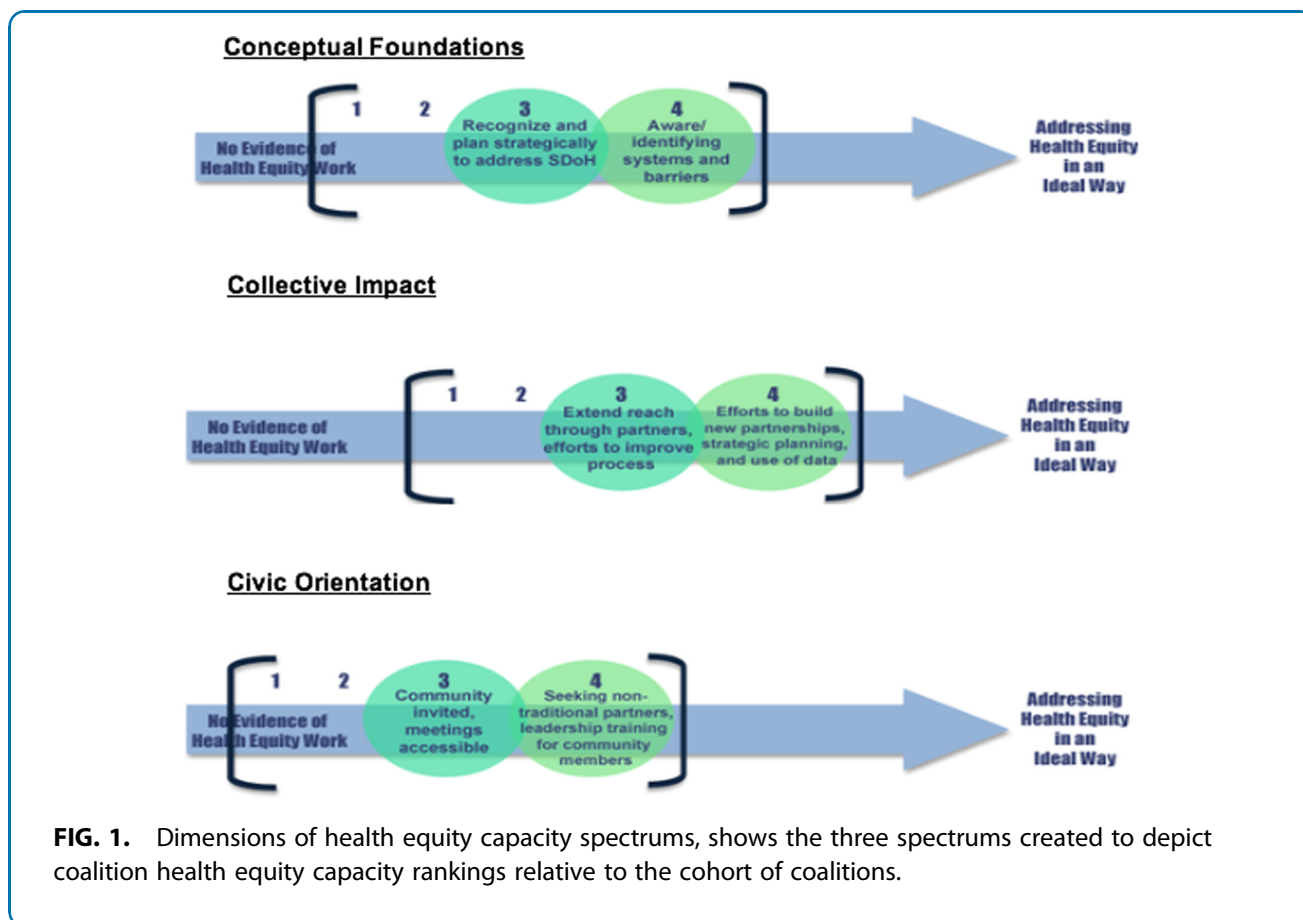 Conceptual Foundations
1
2
3
Recognize and
plan strategically
to address SDoH
4
Aware/
identifying
systems and
barriers
No Evidence of
Health Equity Work
Addressing
Health Equity
in an
Ideal Way
Collective Impact
1
2
3
Extend reach
through partners,
efforts to improve
process
4
Efforts to build
new partnerships,
strategic planning,
and use of data
No Evidence of
Health Equity Work
Addressing
Health Equity
in an
Ideal Way
Civic Orientation
1
2
3
Community
invited,
meetings
accessible
4
Seeking non-
traditional partners,
leadership training
for community
members
No Evidence of
Health Equity Work
Addressing
Health Equity
in an
Ideal Way
FIG. 1. Dimensions of health equity capacity spectrums, shows the three spectrums created to depict
coalition health equity capacity rankings relative to the cohort of coalitions.